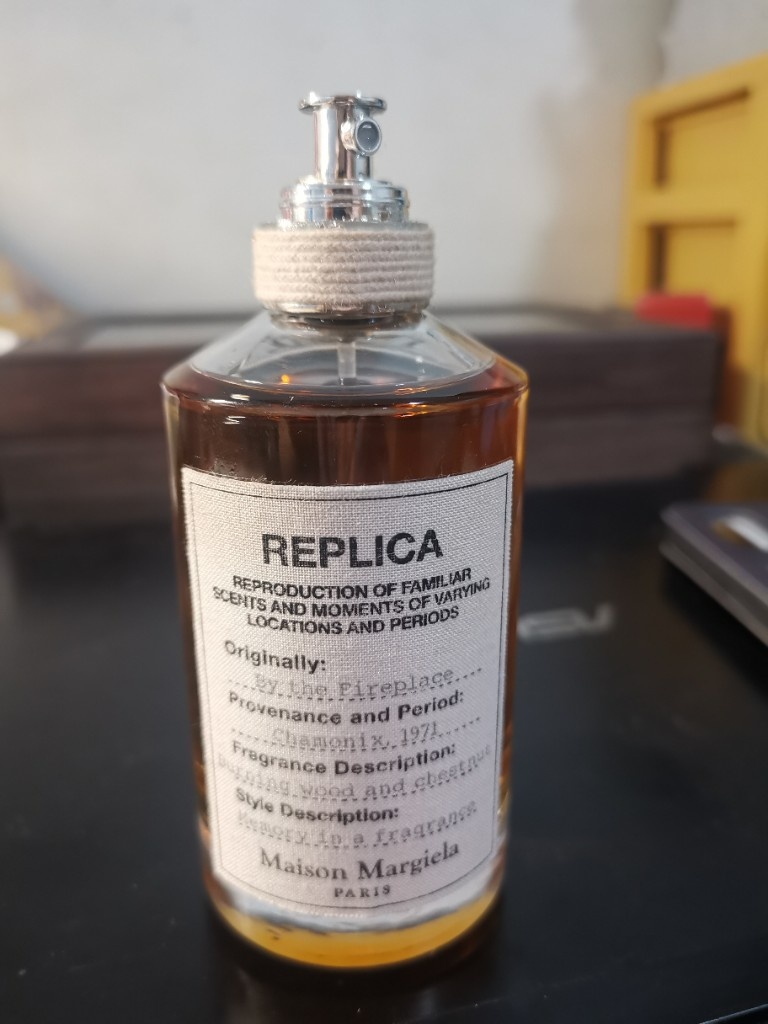 REPLICA
REPRODUCTION OF FAMILIAR
SCENTS AND MOMENTS OF VARYING
LOCATIONS AND PERIODS
Originally:
By the Fireplace
Provenance and Period:
Chamonix, 1971
Fragrance Description:
Burning wood and chestnut
Style Description:
Memory in a fragrance
Maison Margiela
PARIS